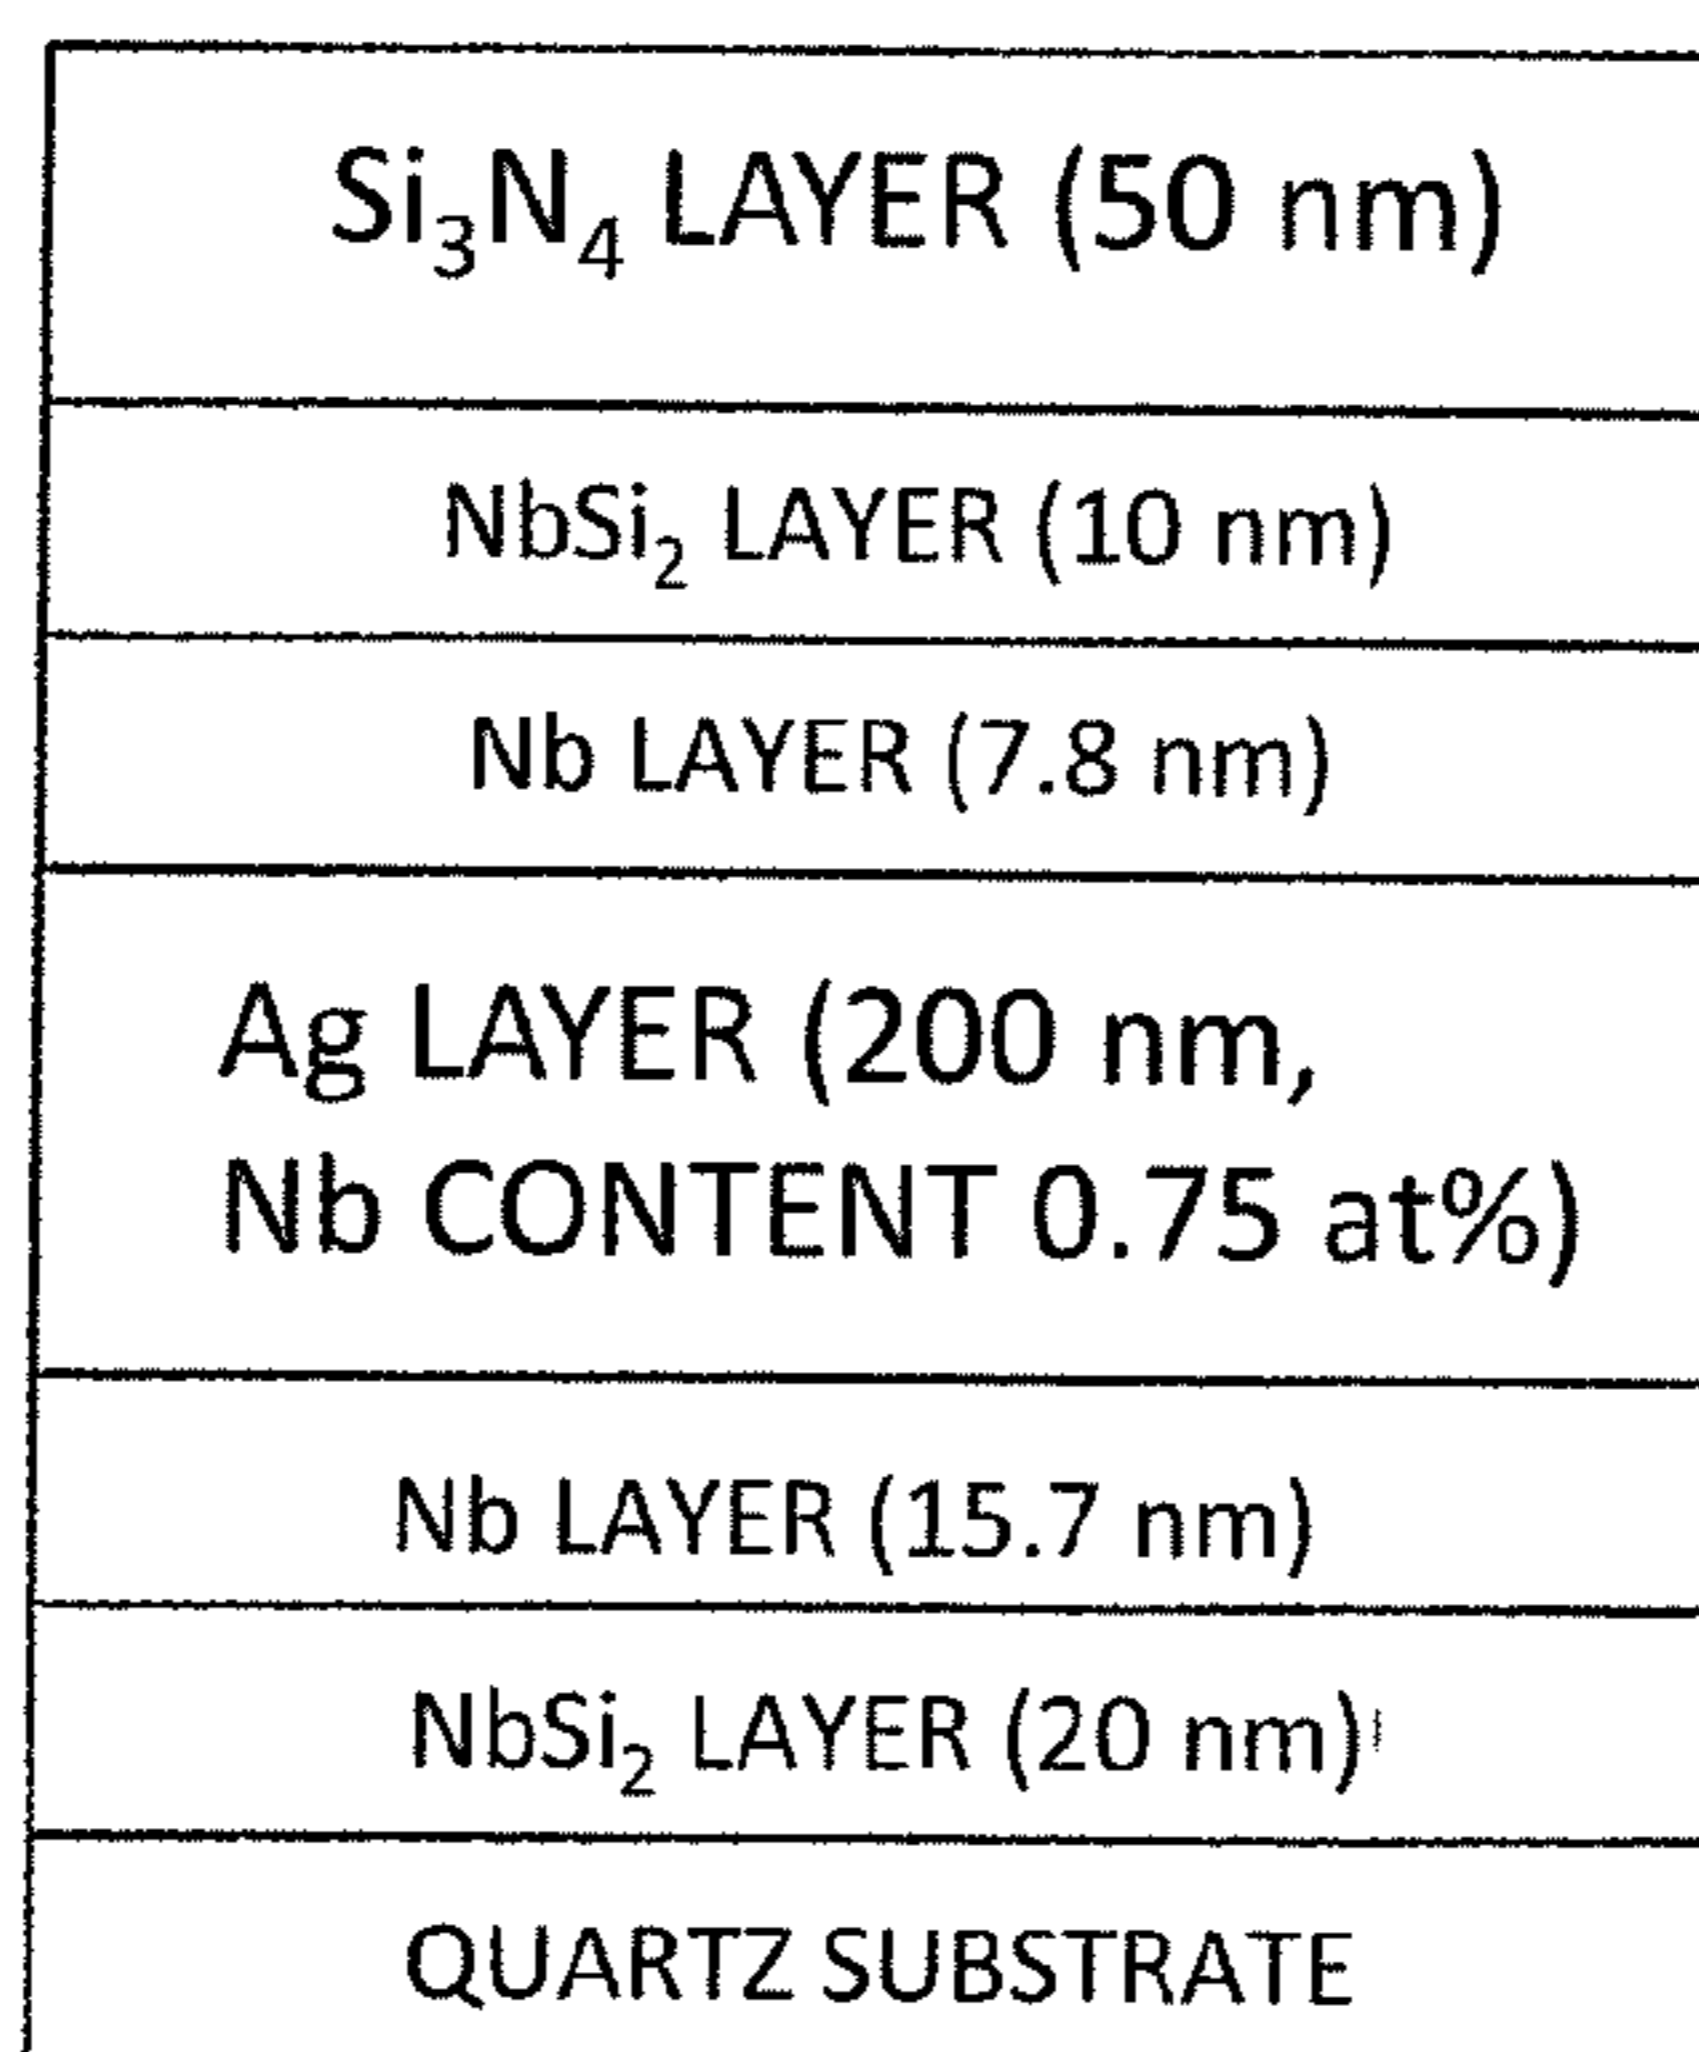 Si₃N₄ LAYER (50 nm)
NbSi₂ LAYER (10 nm)
Nb LAYER (7.8 nm)
Ag LAYER (200 nm,
Nb CONTENT 0.75 at%)
Nb LAYER (15.7 nm)
NbSi₂ LAYER (20 nm)
QUARTZ SUBSTRATE